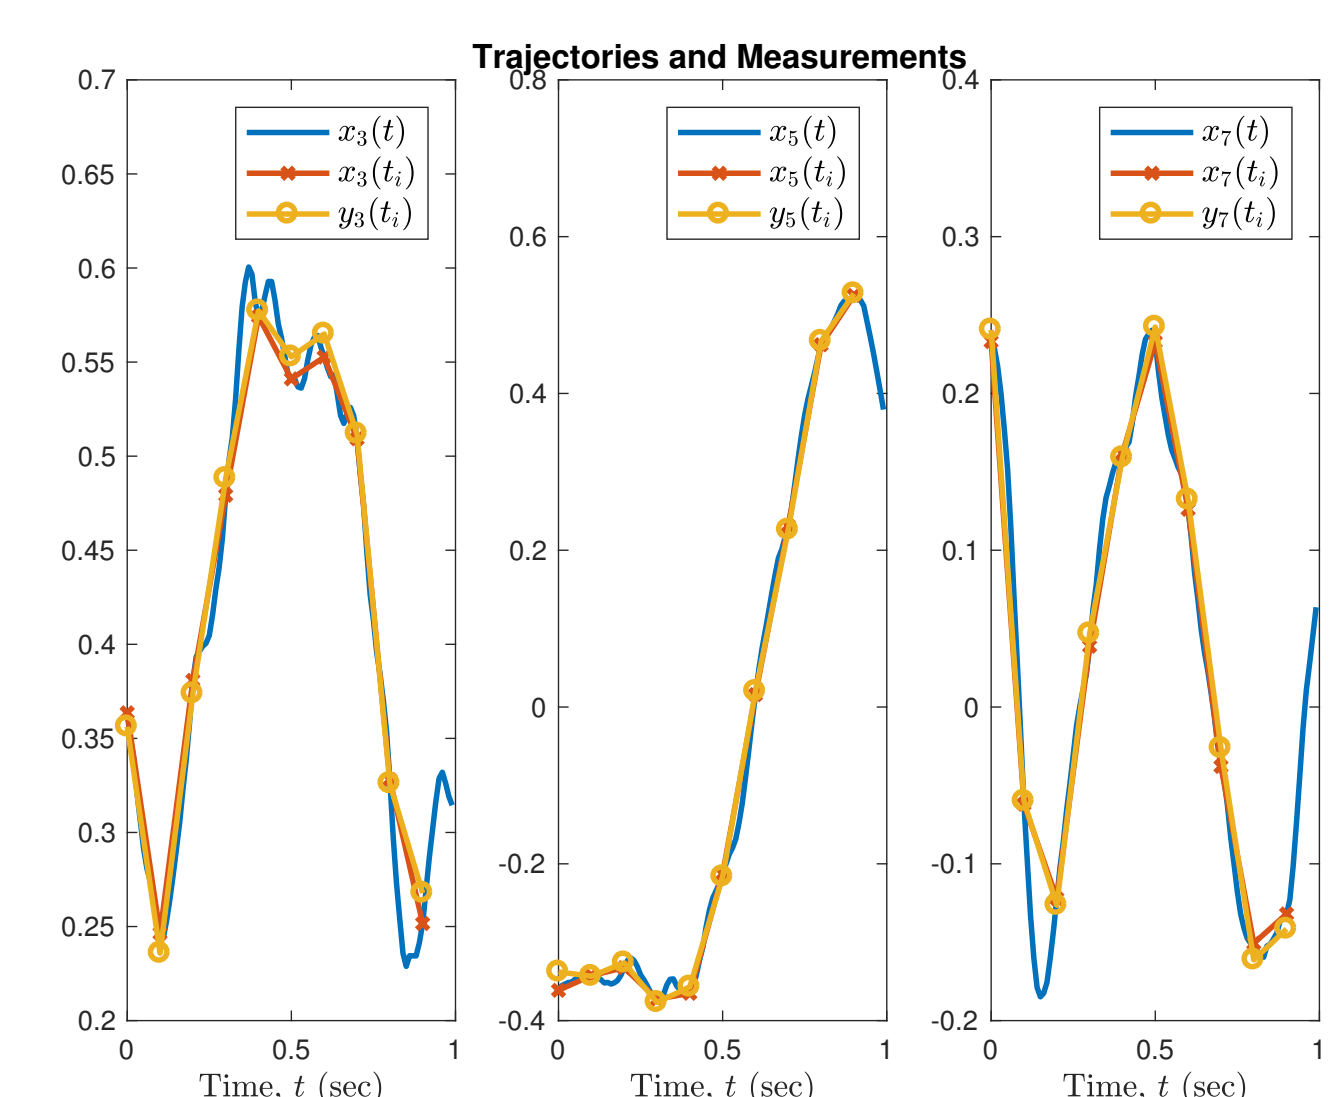 Trajectories and Measurements
0.7
0.65
0.6
0.55
0.5
0.45
0.4
0.35
0.3
0.25
0.2
0 0.5 1
Time, t (sec)
x₃(t)
x₃(tᵢ)
y₃(tᵢ)
0.8
0.6
0.4
0.2
0
-0.2
-0.4
0 0.5 1
Time, t (sec)
x₅(t)
x₅(tᵢ)
y₅(tᵢ)
0.4
0.3
0.2
0.1
0
-0.1
-0.2
0 0.5 1
Time, t (sec)
x₇(t)
x₇(tᵢ)
y₇(tᵢ)